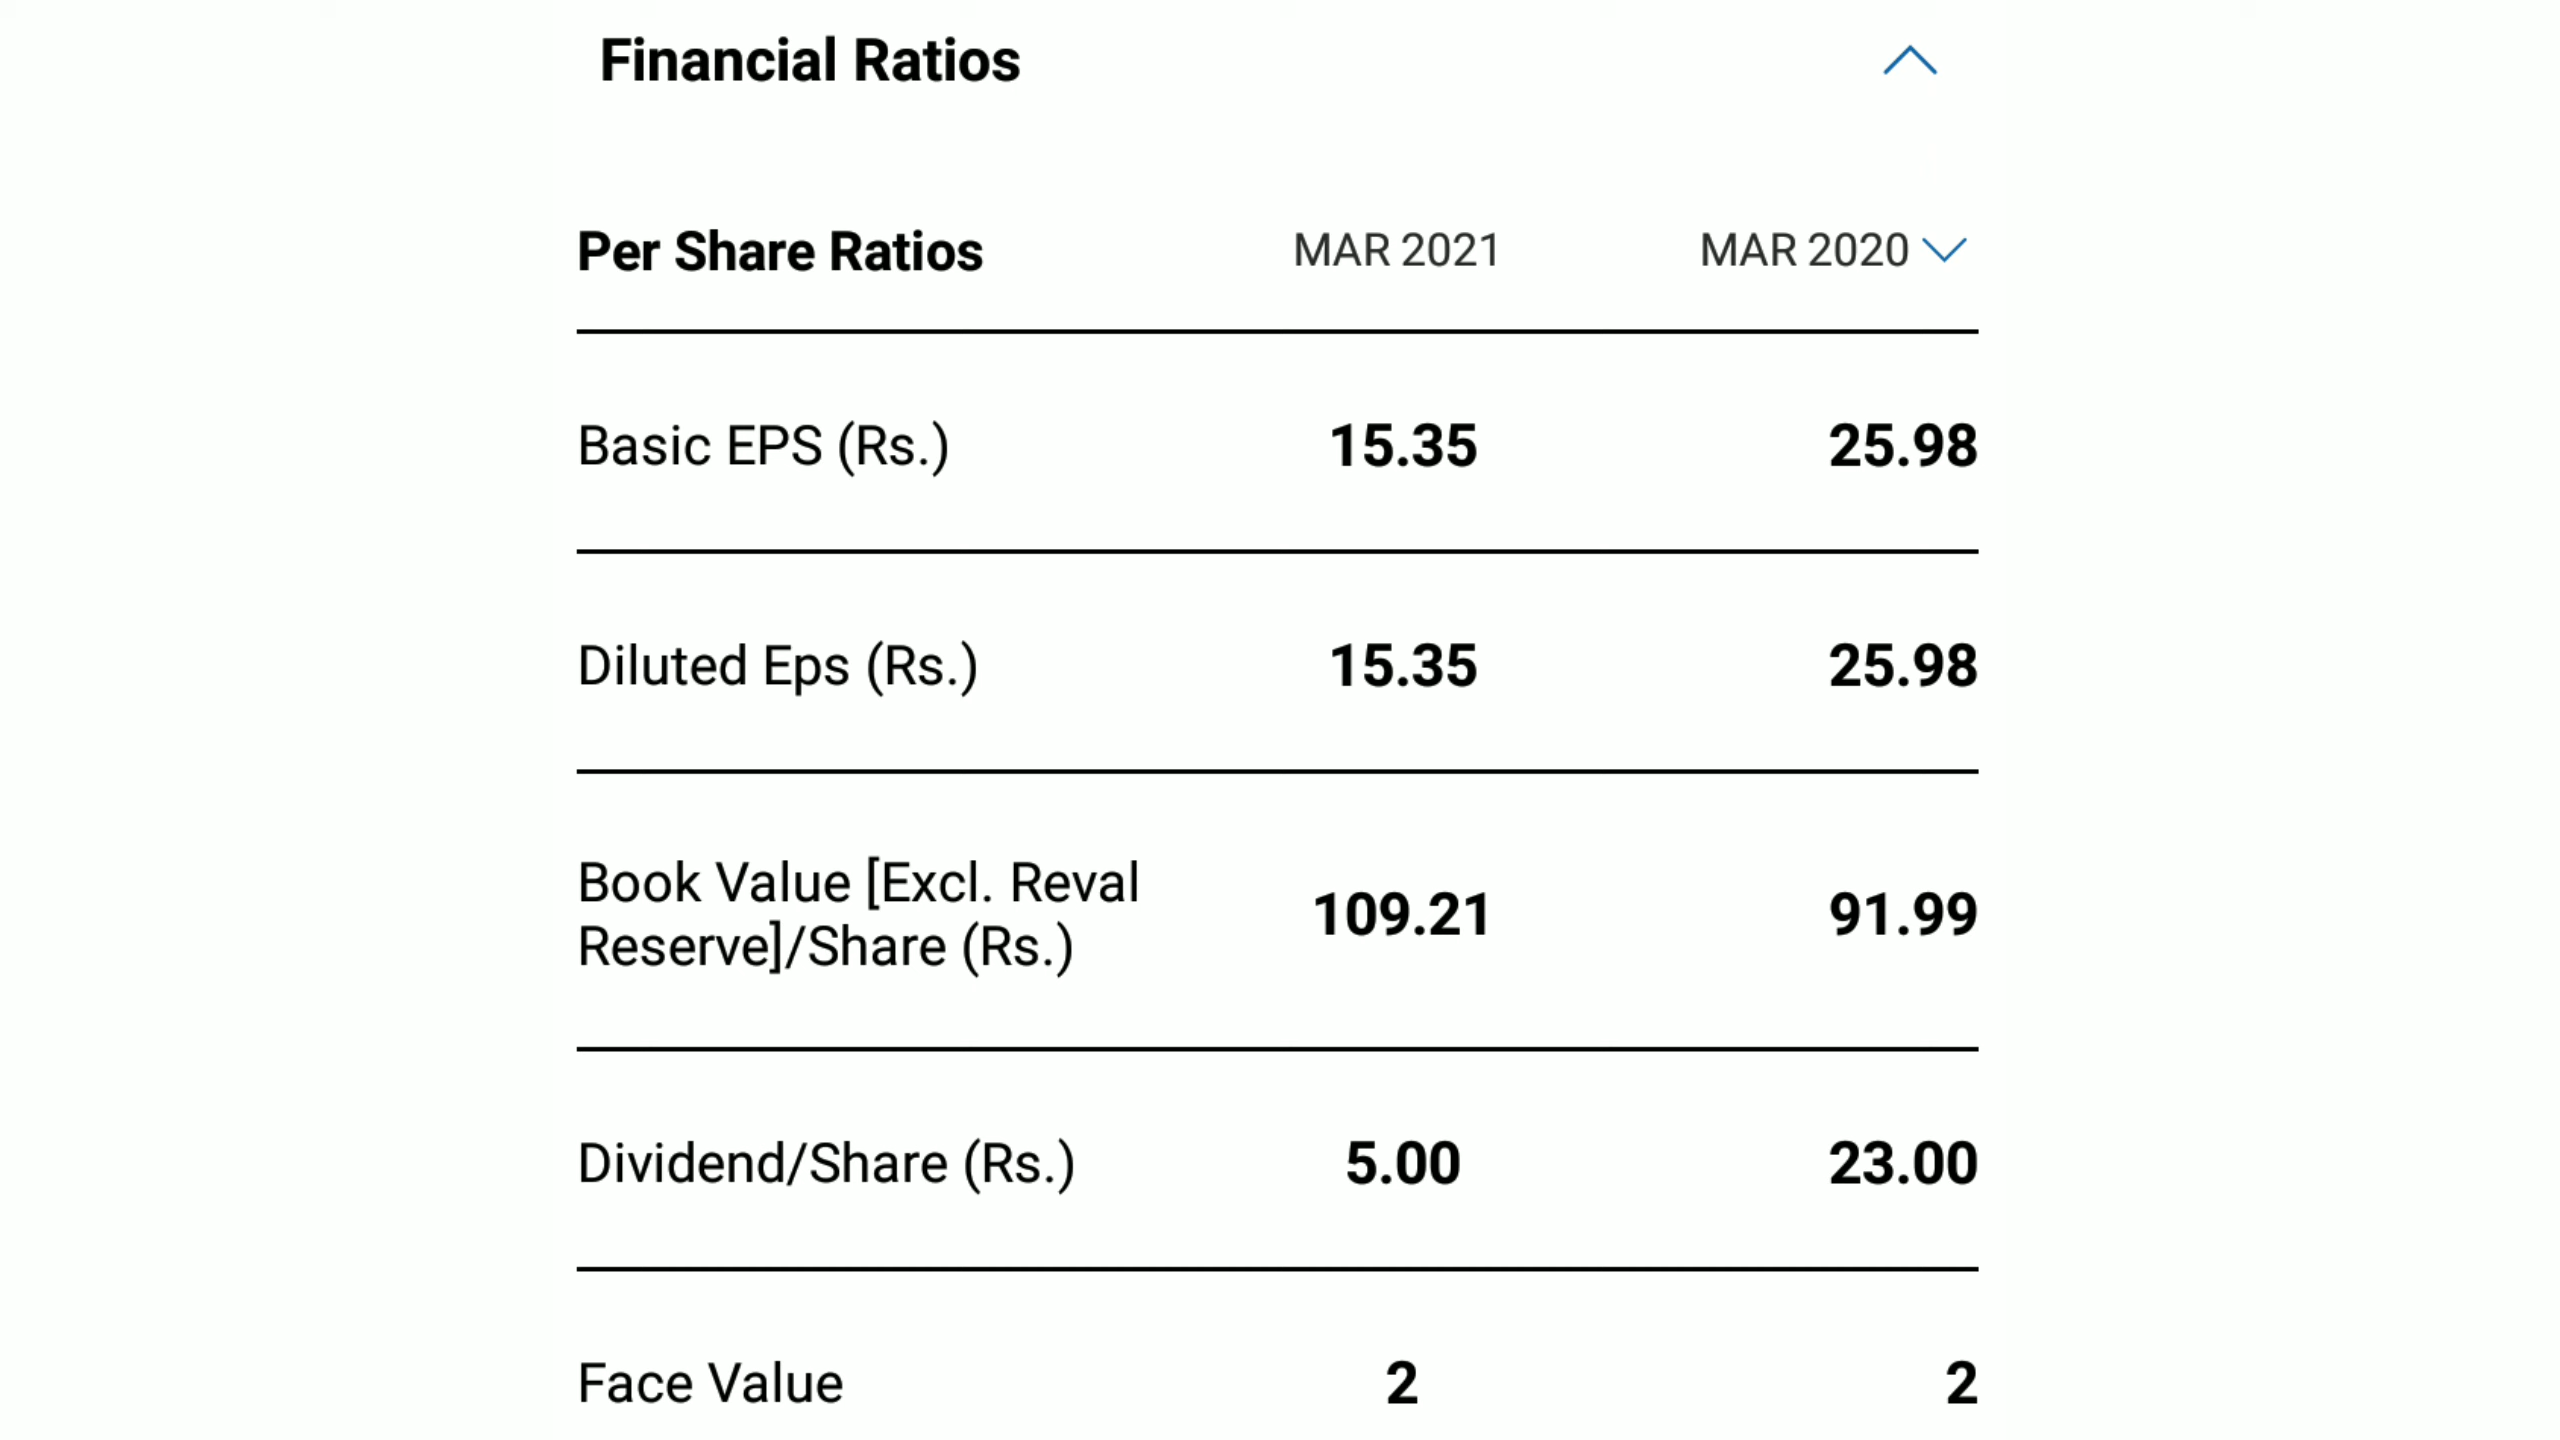 Financial Ratios
Per Share Ratios MAR 2021 MAR 2020
Basic EPS (Rs.) 15.35 25.98
Diluted Eps (Rs.) 15.35 25.98
Book Value [Excl. Reval
Reserve]/Share (Rs.) 109.21 91.99
Dividend/Share (Rs.) 5.00 23.00
Face Value 2 2